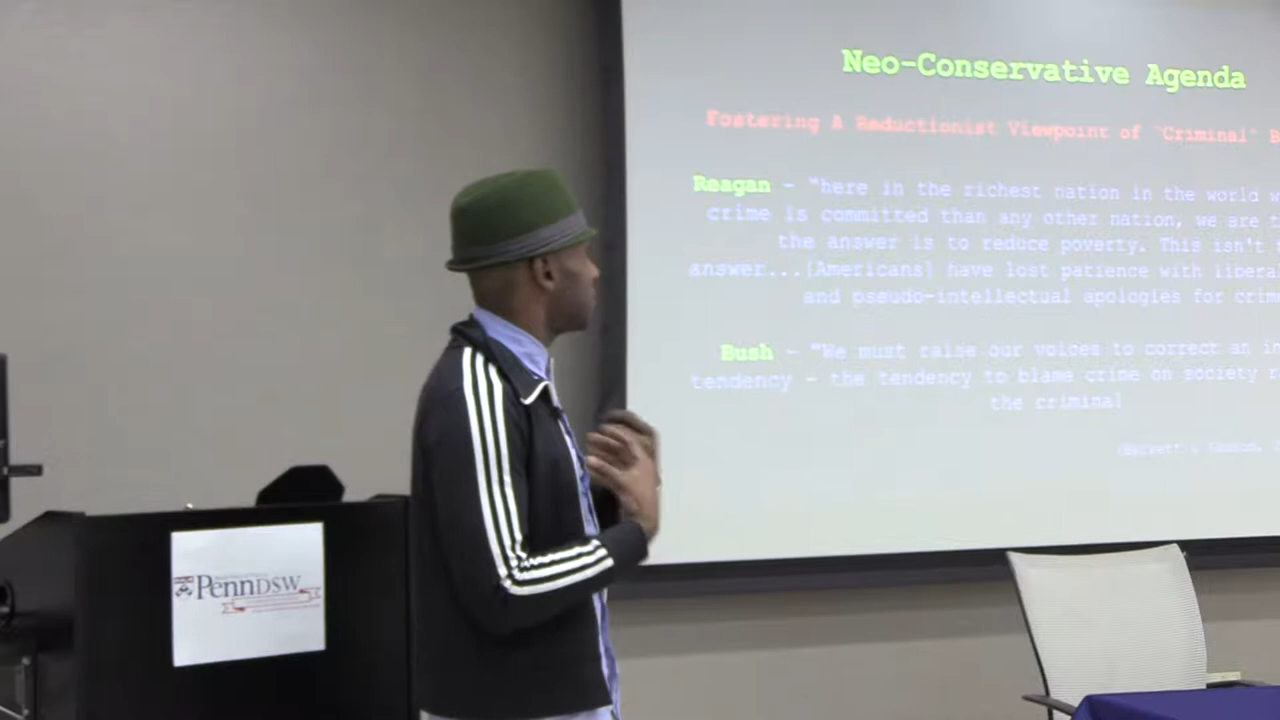 Neo-Conservative Agenda
Fostering A Reductionist Viewpoint of "Criminal" B
Reagan - "here in the richest nation in the world w
crime is committed than any other nation, we are t
the answer is to reduce poverty. This isn't
answer...[Americans] have lost patience with liberal
and pseudo-intellectual apologies for crim
Bush - "We must raise our voices to correct an in
tendency - the tendency to blame crime on society r
the criminal
PennDSW